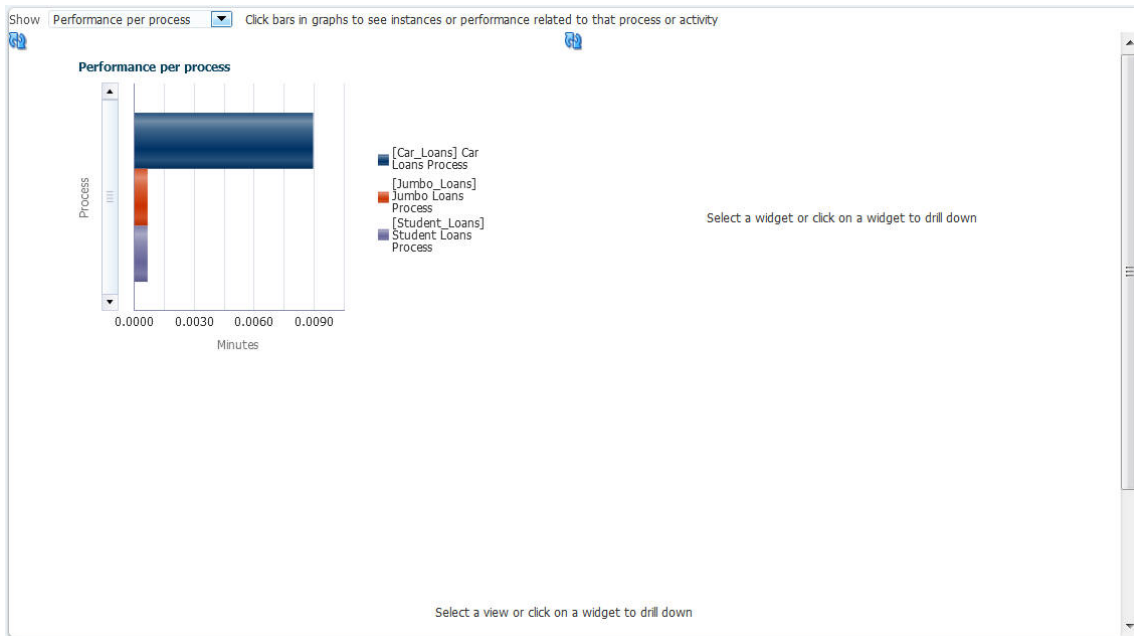 Show Performance per process Click bars in graphs to see instances or performance related to that process or activity
Performance per process
Process
[Car_Loans] Car
Loans Process
[Jumbo_Loans]
Jumbo Loans
Process
[Student_Loans]
Student Loans
Process
0.0000 0.0030 0.0060 0.0090
Minutes
Select a widget or click on a widget to drill down
Select a view or click on a widget to drill down